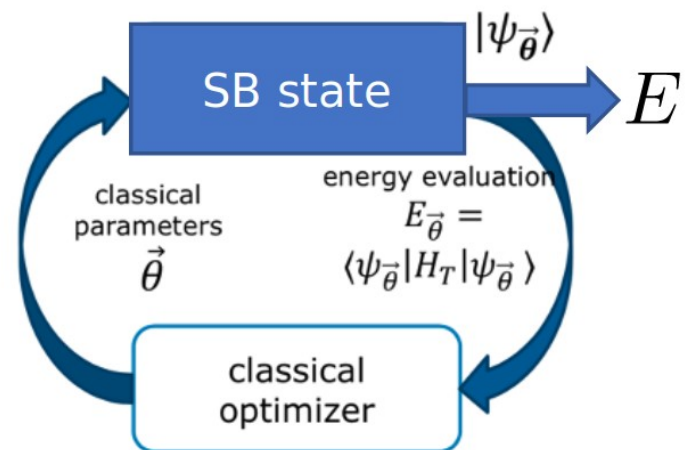 |ψ_θ⃗⟩
SB state
E
classical
parameters
θ⃗
energy evaluation
E_θ⃗ =
⟨ψ_θ⃗|H_T|ψ_θ⃗ ⟩
classical
optimizer